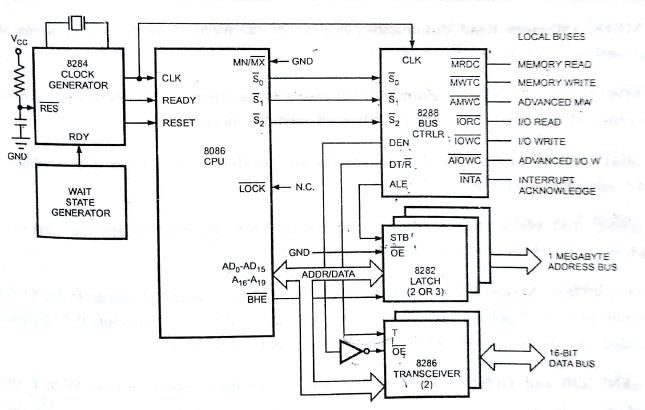 VCC
8284
CLOCK
GENERATOR
RES
RDY
GND
WAIT
STATE
GENERATOR
CLK
READY
RESET
MN/MX
GND
S0
S1
S2
8086
CPU
LOCK
N.C.
AD0-AD15
A16-A19
BHE
ADDR/DATA
CLK
S0
S1
S2
8288
BUS
CTRLR
DEN
DT/R
ALE
MRDC
MWTC
AMWC
IORC
IOWC
AIOWC
INTA
LOCAL BUSES
MEMORY READ
MEMORY WRITE
ADVANCED MW
I/O READ
I/O WRITE
ADVANCED I/O W
INTERRUPT
ACKNOWLEDGE
STB
GND
OE
8282
LATCH
(2 OR 3)
1 MEGABYTE
ADDRESS BUS
T
OE
8286
TRANSCEIVER
(2)
16-BIT
DATA BUS